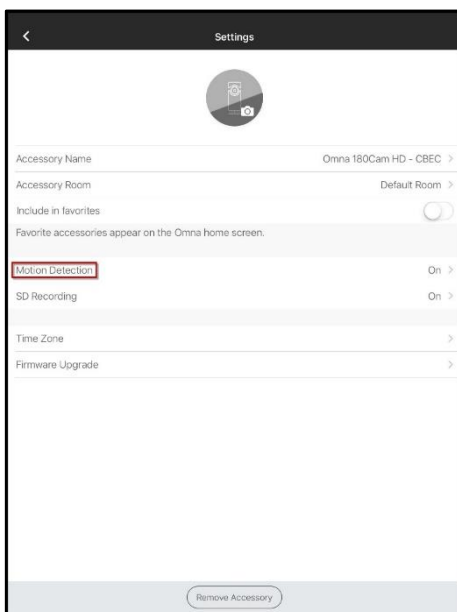 Settings
Accessory Name Omna 180Cam HD - CBEC
Accessory Room Default Room
Include in favorites
Favorite accessories appear on the Omna home screen.
Motion Detection On
SD Recording On
Time Zone
Firmware Upgrade
Remove Accessory